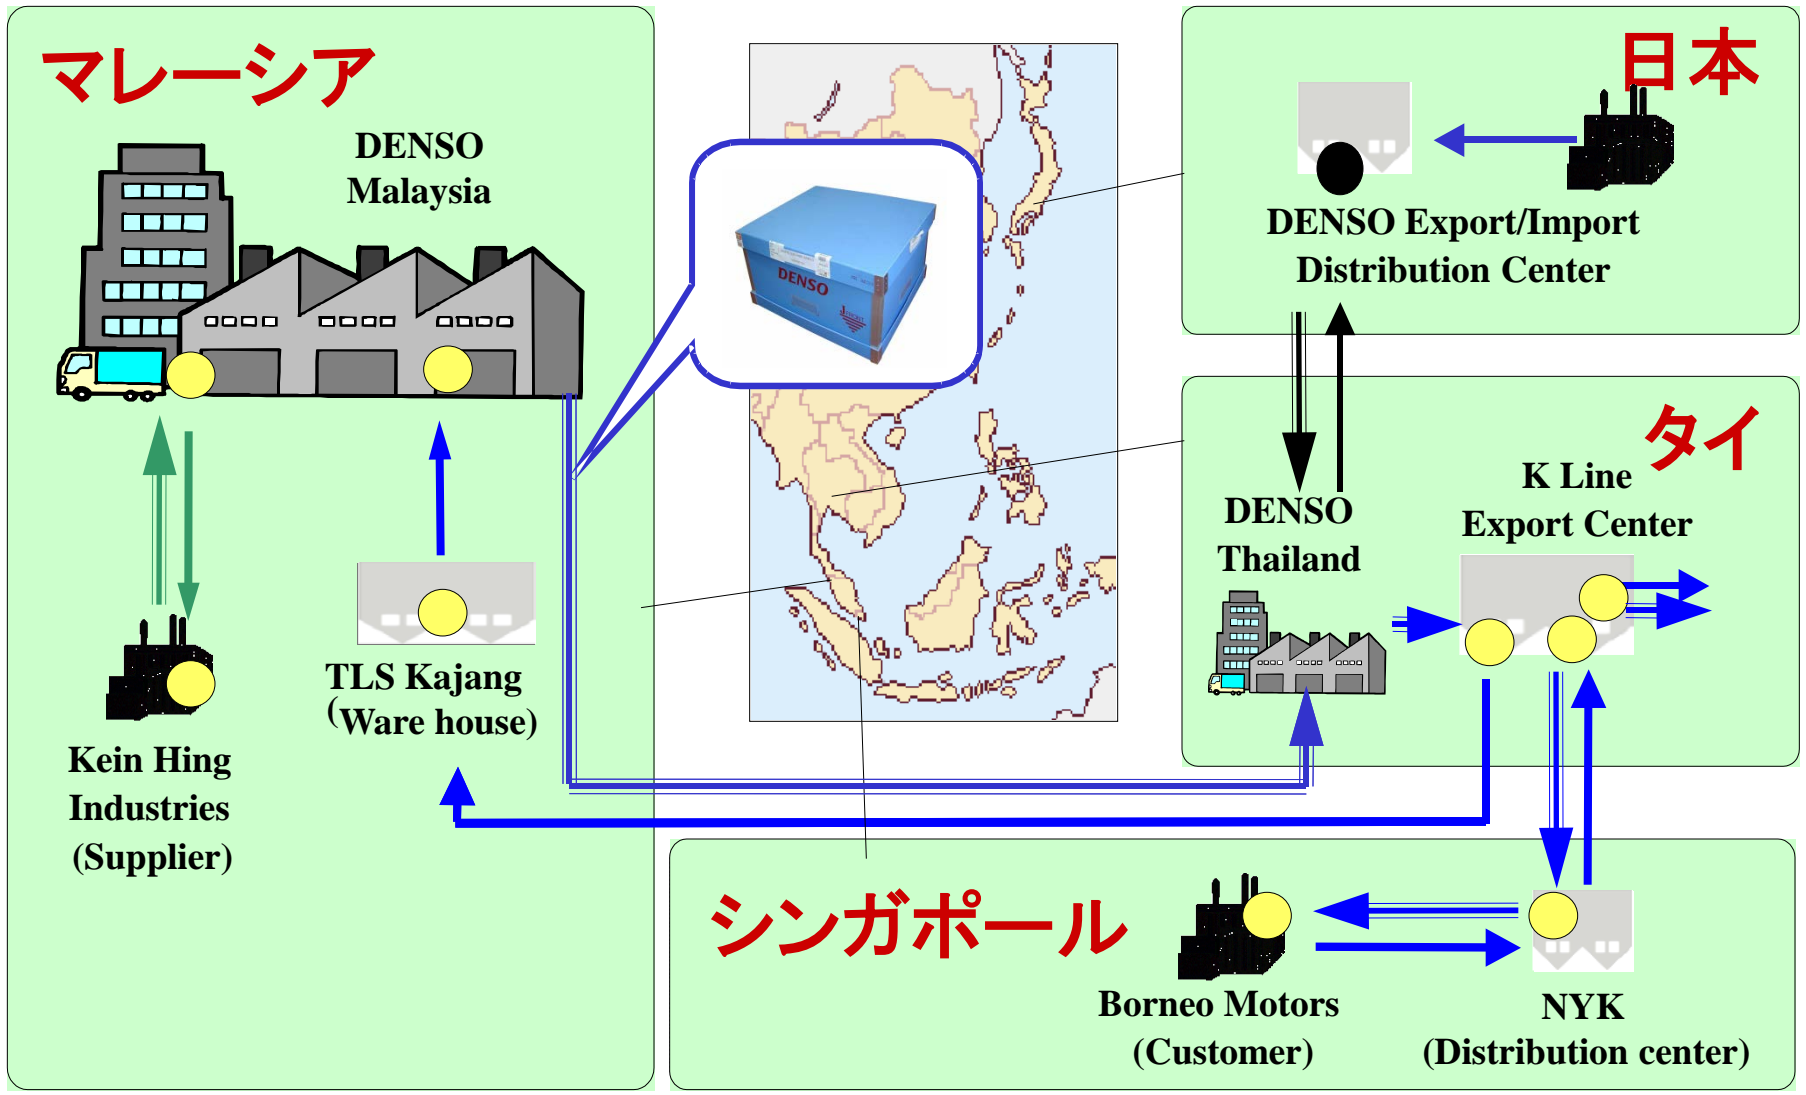 マレーシア
DENSO
Malaysia
Kein Hing
Industries
(Supplier)
TLS Kajang
(Ware house)
DENSO
日本
DENSO Export/Import
Distribution Center
タイ
DENSO
Thailand
K Line
Export Center
シンガポール
Borneo Motors
(Customer)
NYK
(Distribution center)